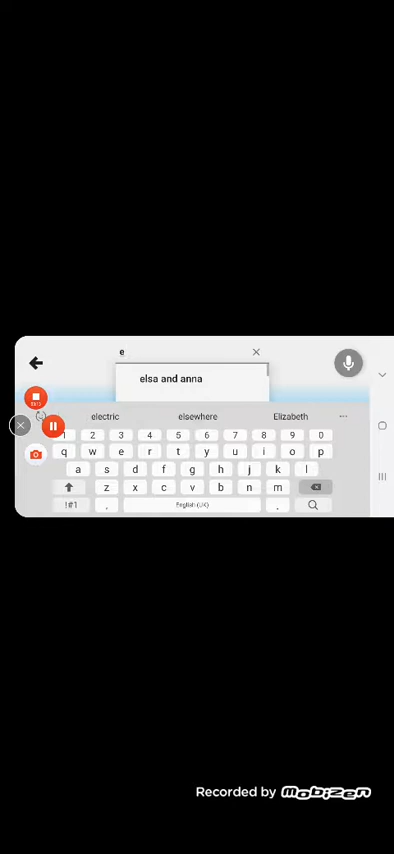 e
elsa and anna
electric elsewhere Elizabeth ...
1 2 3 4 5 6 7 8 9 0
q w e r t y u i o p
a s d f g h j k l
z x c v b n m
!#1 , English (UK) .
Recorded by mobizen